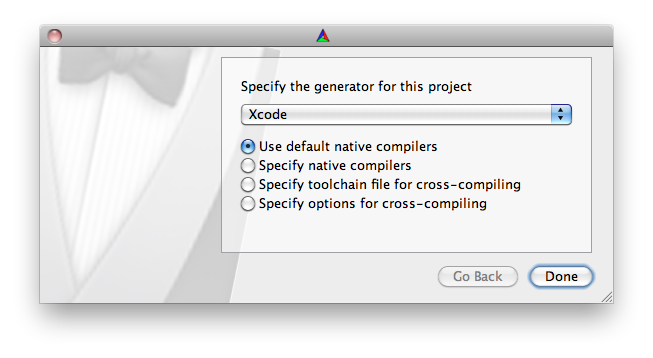 Specify the generator for this project
Xcode
Use default native compilers
Specify native compilers
Specify toolchain file for cross-compiling
Specify options for cross-compiling
Go Back
Done